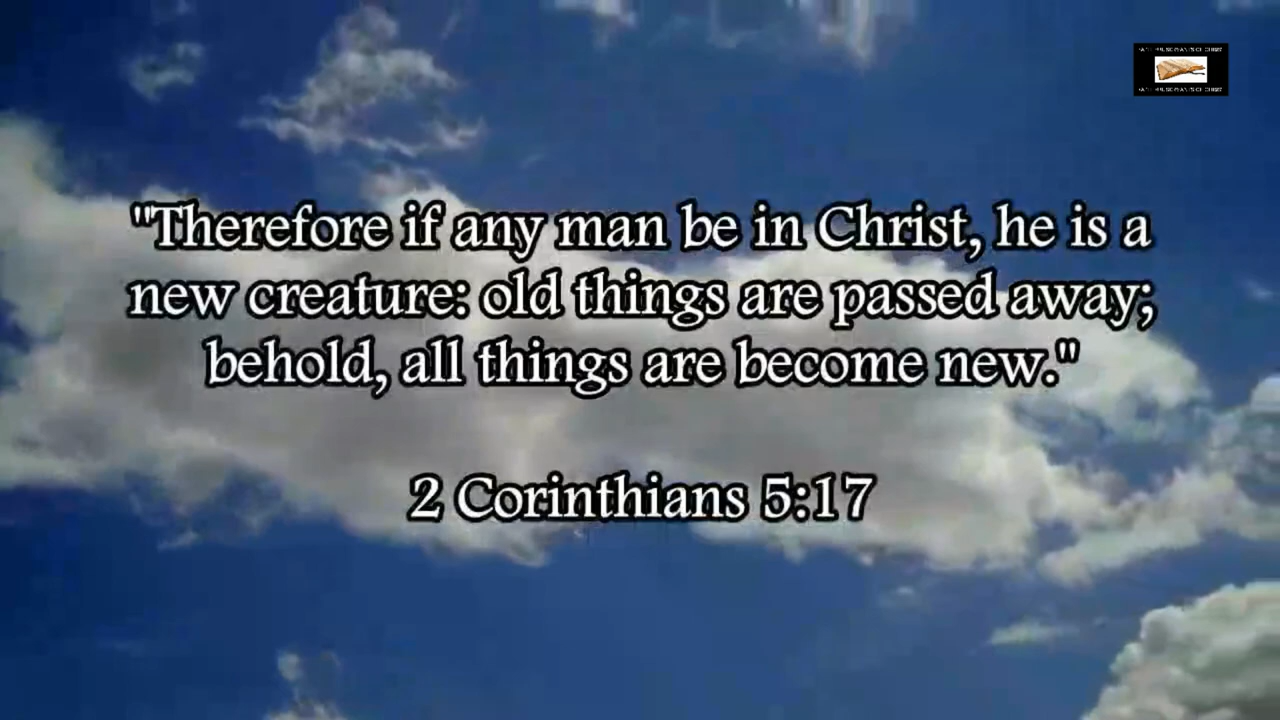 "Therefore if any man be in Christ, he is a
new creature: old things are passed away;
behold, all things are become new."
2 Corinthians 5:17